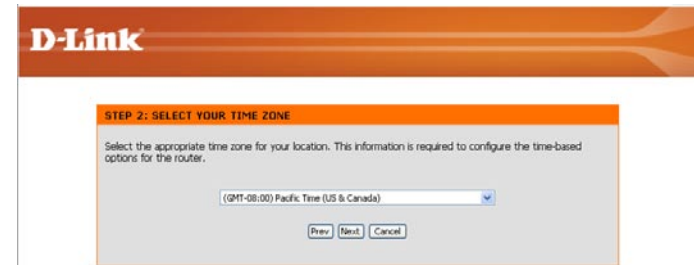 D-Link
STEP 2: SELECT YOUR TIME ZONE
Select the appropriate time zone for your location. This information is required to configure the time-based
options for the router.
(GMT-08:00) Pacific Time (US & Canada)
Prev Next Cancel